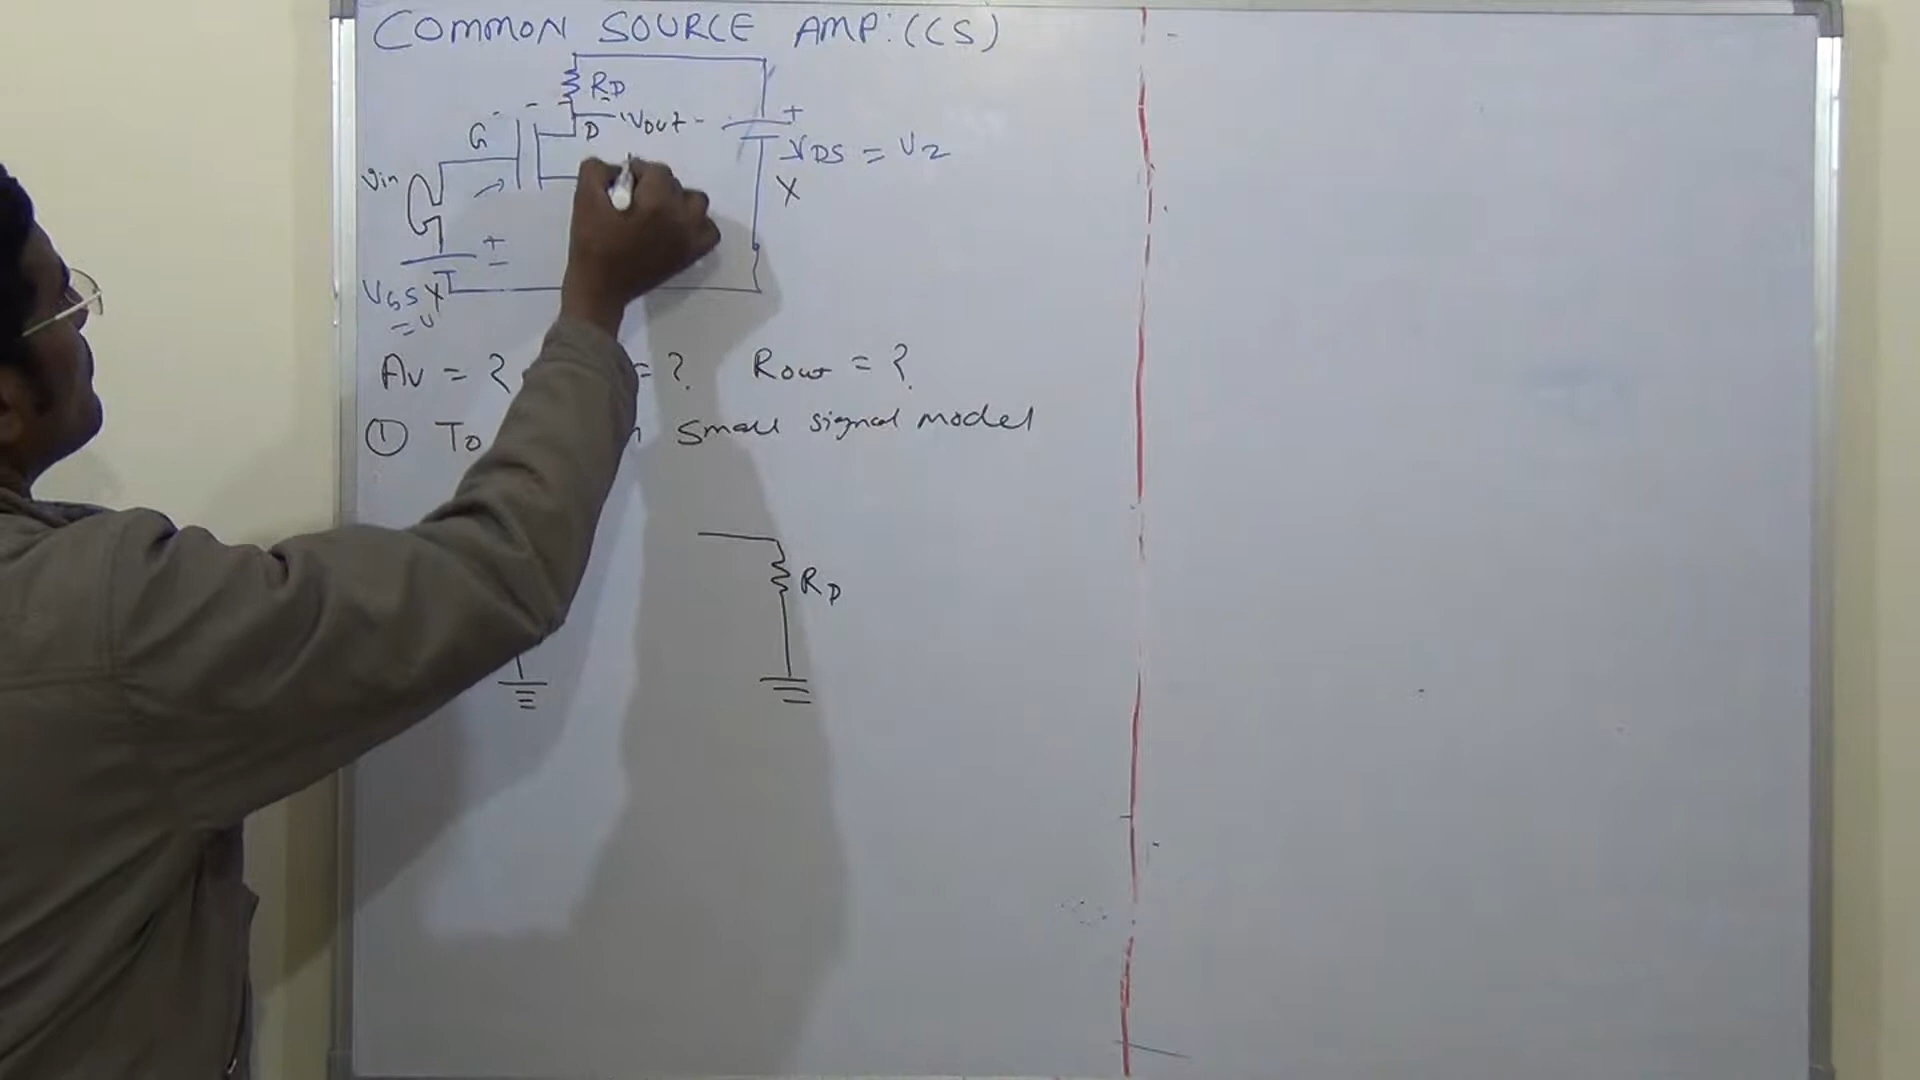 COMMON SOURCE AMP: (CS)
RD
+
G
D
Vout
VDS = V2
Vin
X
+
-
VGS X
= V
Av = ? = ? Rout = ?
① To small signal model
RD